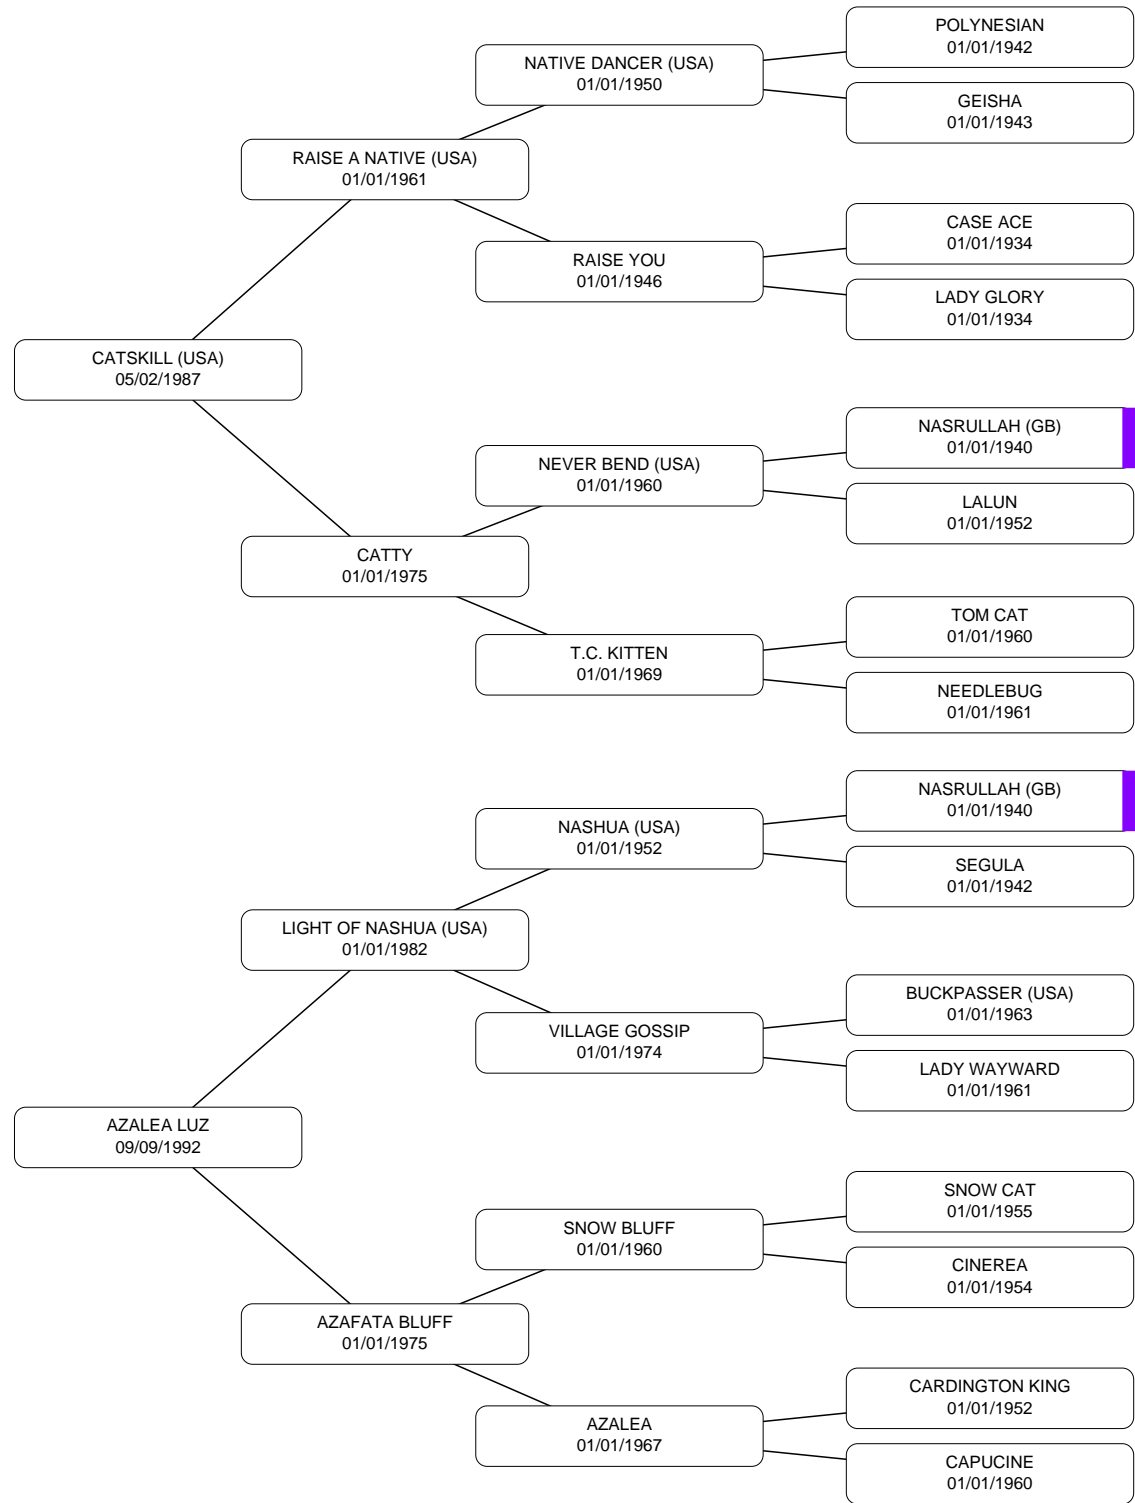 POLYNESIAN
01/01/1942
NATIVE DANCER (USA)
01/01/1950
GEISHA
01/01/1943
RAISE A NATIVE (USA)
01/01/1961
CASE ACE
01/01/1934
RAISE YOU
01/01/1946
LADY GLORY
01/01/1934
CATSKILL (USA)
05/02/1987
NASRULLAH (GB)
01/01/1940
NEVER BEND (USA)
01/01/1960
LALUN
01/01/1952
CATTY
01/01/1975
TOM CAT
01/01/1960
T.C. KITTEN
01/01/1969
NEEDLEBUG
01/01/1961
NASRULLAH (GB)
01/01/1940
NASHUA (USA)
01/01/1952
SEGULA
01/01/1942
LIGHT OF NASHUA (USA)
01/01/1982
BUCKPASSER (USA)
01/01/1963
VILLAGE GOSSIP
01/01/1974
LADY WAYWARD
01/01/1961
AZALEA LUZ
09/09/1992
SNOW CAT
01/01/1955
SNOW BLUFF
01/01/1960
CINEREA
01/01/1954
AZAFATA BLUFF
01/01/1975
CARDINGTON KING
01/01/1952
AZALEA
01/01/1967
CAPUCINE
01/01/1960